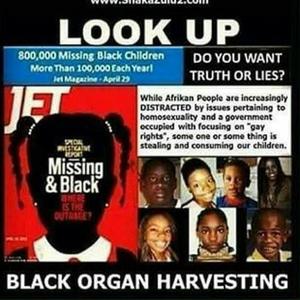 www.ShakaZulu2.com
LOOK UP
800,000 Missing Black Children
More Than 100,000 Each Year!
Jet Magazine - April 29
DO YOU WANT
TRUTH OR LIES?
JET
SPECIAL
INVESTIGATIVE
REPORT
Missing
& Black
WHERE
IS THE
OUTRAGE?
While Afrikan People are increasingly
DISTRACTED by issues pertaining to
homosexuality and a government
occupied with focusing on "gay
rights", some one or some thing is
stealing and consuming our children.
BLACK ORGAN HARVESTING